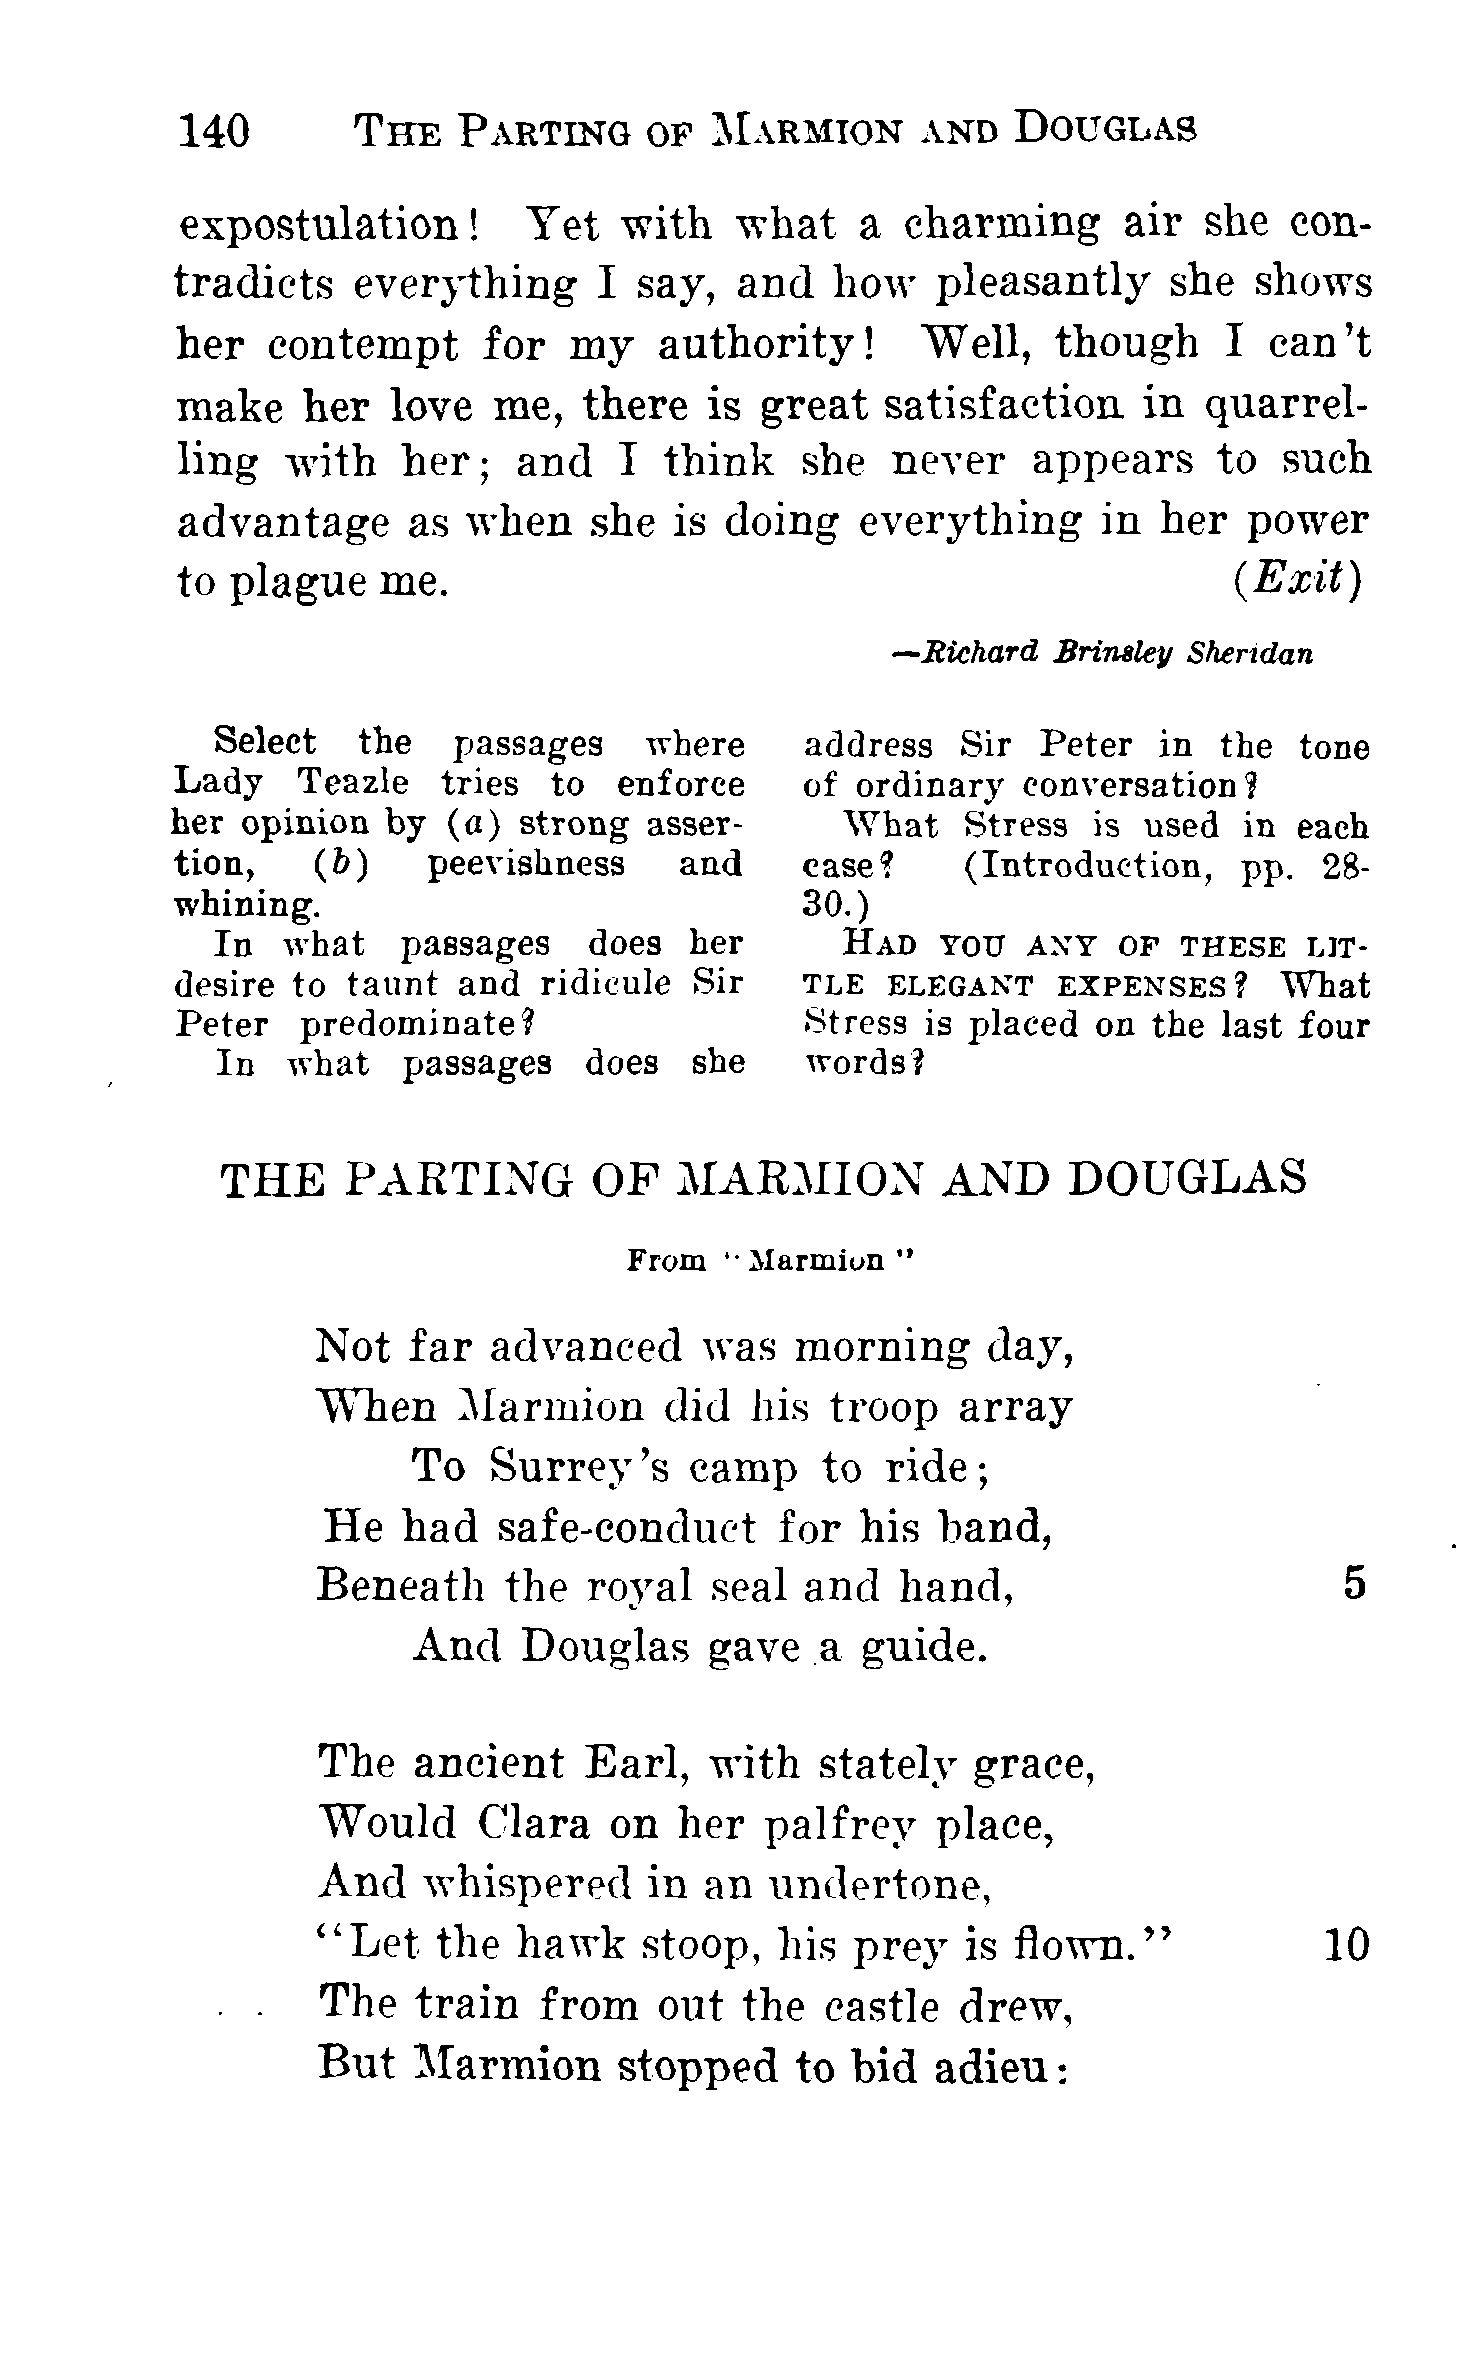 140 THE PARTING OF MARMION AND DOUGLAS
expostulation! Yet with what a charming air she con-
tradicts everything I say, and how pleasantly she shows
her contempt for my authority! Well, though I can't
make her love me, there is great satisfaction in quarrel-
ling with her; and I think she never appears to such
advantage as when she is doing everything in her power
to plague me. (Exit)
—Richard Brinsley Sheridan
Select the passages where
Lady Teazle tries to enforce
her opinion by (a) strong asser-
tion, (b) peevishness and
whining.
In what passages does her
desire to taunt and ridicule Sir
Peter predominate?
In what passages does she
address Sir Peter in the tone
of ordinary conversation?
What Stress is used in each
case? (Introduction, pp. 28-
30.)
HAD YOU ANY OF THESE LIT-
TLE ELEGANT EXPENSES? What
Stress is placed on the last four
words?
THE PARTING OF MARMION AND DOUGLAS
From "Marmion"
Not far advanced was morning day,
When Marmion did his troop array
To Surrey's camp to ride;
He had safe-conduct for his band,
Beneath the royal seal and hand, 5
And Douglas gave a guide.
The ancient Earl, with stately grace,
Would Clara on her palfrey place,
And whispered in an undertone,
"Let the hawk stoop, his prey is flown." 10
The train from out the castle drew,
But Marmion stopped to bid adieu: